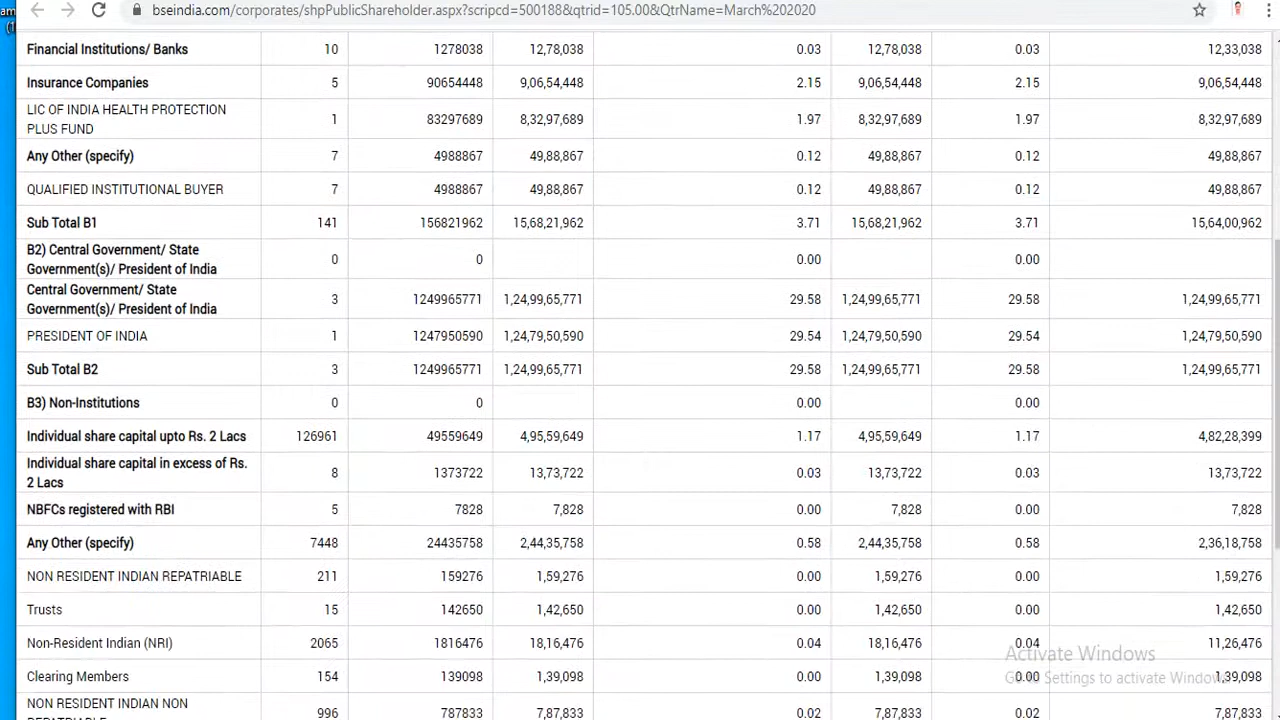 am
bseindia.com/corporates/shpPublicShareholder.aspx?scripcd=500188&qtrid=105.00&QtrName=March%202020
Financial Institutions/ Banks 10 1278038 12,78,038 0.03 12,78,038 0.03 12,33,038
Insurance Companies 5 90654448 9,06,54,448 2.15 9,06,54,448 2.15 9,06,54,448
LIC OF INDIA HEALTH PROTECTION
PLUS FUND 1 83297689 8,32,97,689 1.97 8,32,97,689 1.97 8,32,97,689
Any Other (specify) 7 4988867 49,88,867 0.12 49,88,867 0.12 49,88,867
QUALIFIED INSTITUTIONAL BUYER 7 4988867 49,88,867 0.12 49,88,867 0.12 49,88,867
Sub Total B1 141 156821962 15,68,21,962 3.71 15,68,21,962 3.71 15,64,00,962
B2) Central Government/ State
Government(s)/ President of India 0 0 0.00 0.00
Central Government/ State
Government(s)/ President of India 3 1249965771 1,24,99,65,771 29.58 1,24,99,65,771 29.58 1,24,99,65,771
PRESIDENT OF INDIA 1 1247950590 1,24,79,50,590 29.54 1,24,79,50,590 29.54 1,24,79,50,590
Sub Total B2 3 1249965771 1,24,99,65,771 29.58 1,24,99,65,771 29.58 1,24,99,65,771
B3) Non-Institutions 0 0 0.00 0.00
Individual share capital upto Rs. 2 Lacs 126961 49559649 4,95,59,649 1.17 4,95,59,649 1.17 4,82,28,399
Individual share capital in excess of Rs.
2 Lacs 8 1373722 13,73,722 0.03 13,73,722 0.03 13,73,722
NBFCs registered with RBI 5 7828 7,828 0.00 7,828 0.00 7,828
Any Other (specify) 7448 24435758 2,44,35,758 0.58 2,44,35,758 0.58 2,36,18,758
NON RESIDENT INDIAN REPATRIABLE 211 159276 1,59,276 0.00 1,59,276 0.00 1,59,276
Trusts 15 142650 1,42,650 0.00 1,42,650 0.00 1,42,650
Non-Resident Indian (NRI) 2065 1816476 18,16,476 0.04 18,16,476 0.04 11,26,476
Activate Windows
Clearing Members 154 139098 1,39,098 0.00 1,39,098 0.00 1,39,098
Go to Settings to activate Windows.
NON RESIDENT INDIAN NON
REPATRIABLE 996 787833 7,87,833 0.02 7,87,833 0.02 7,87,833